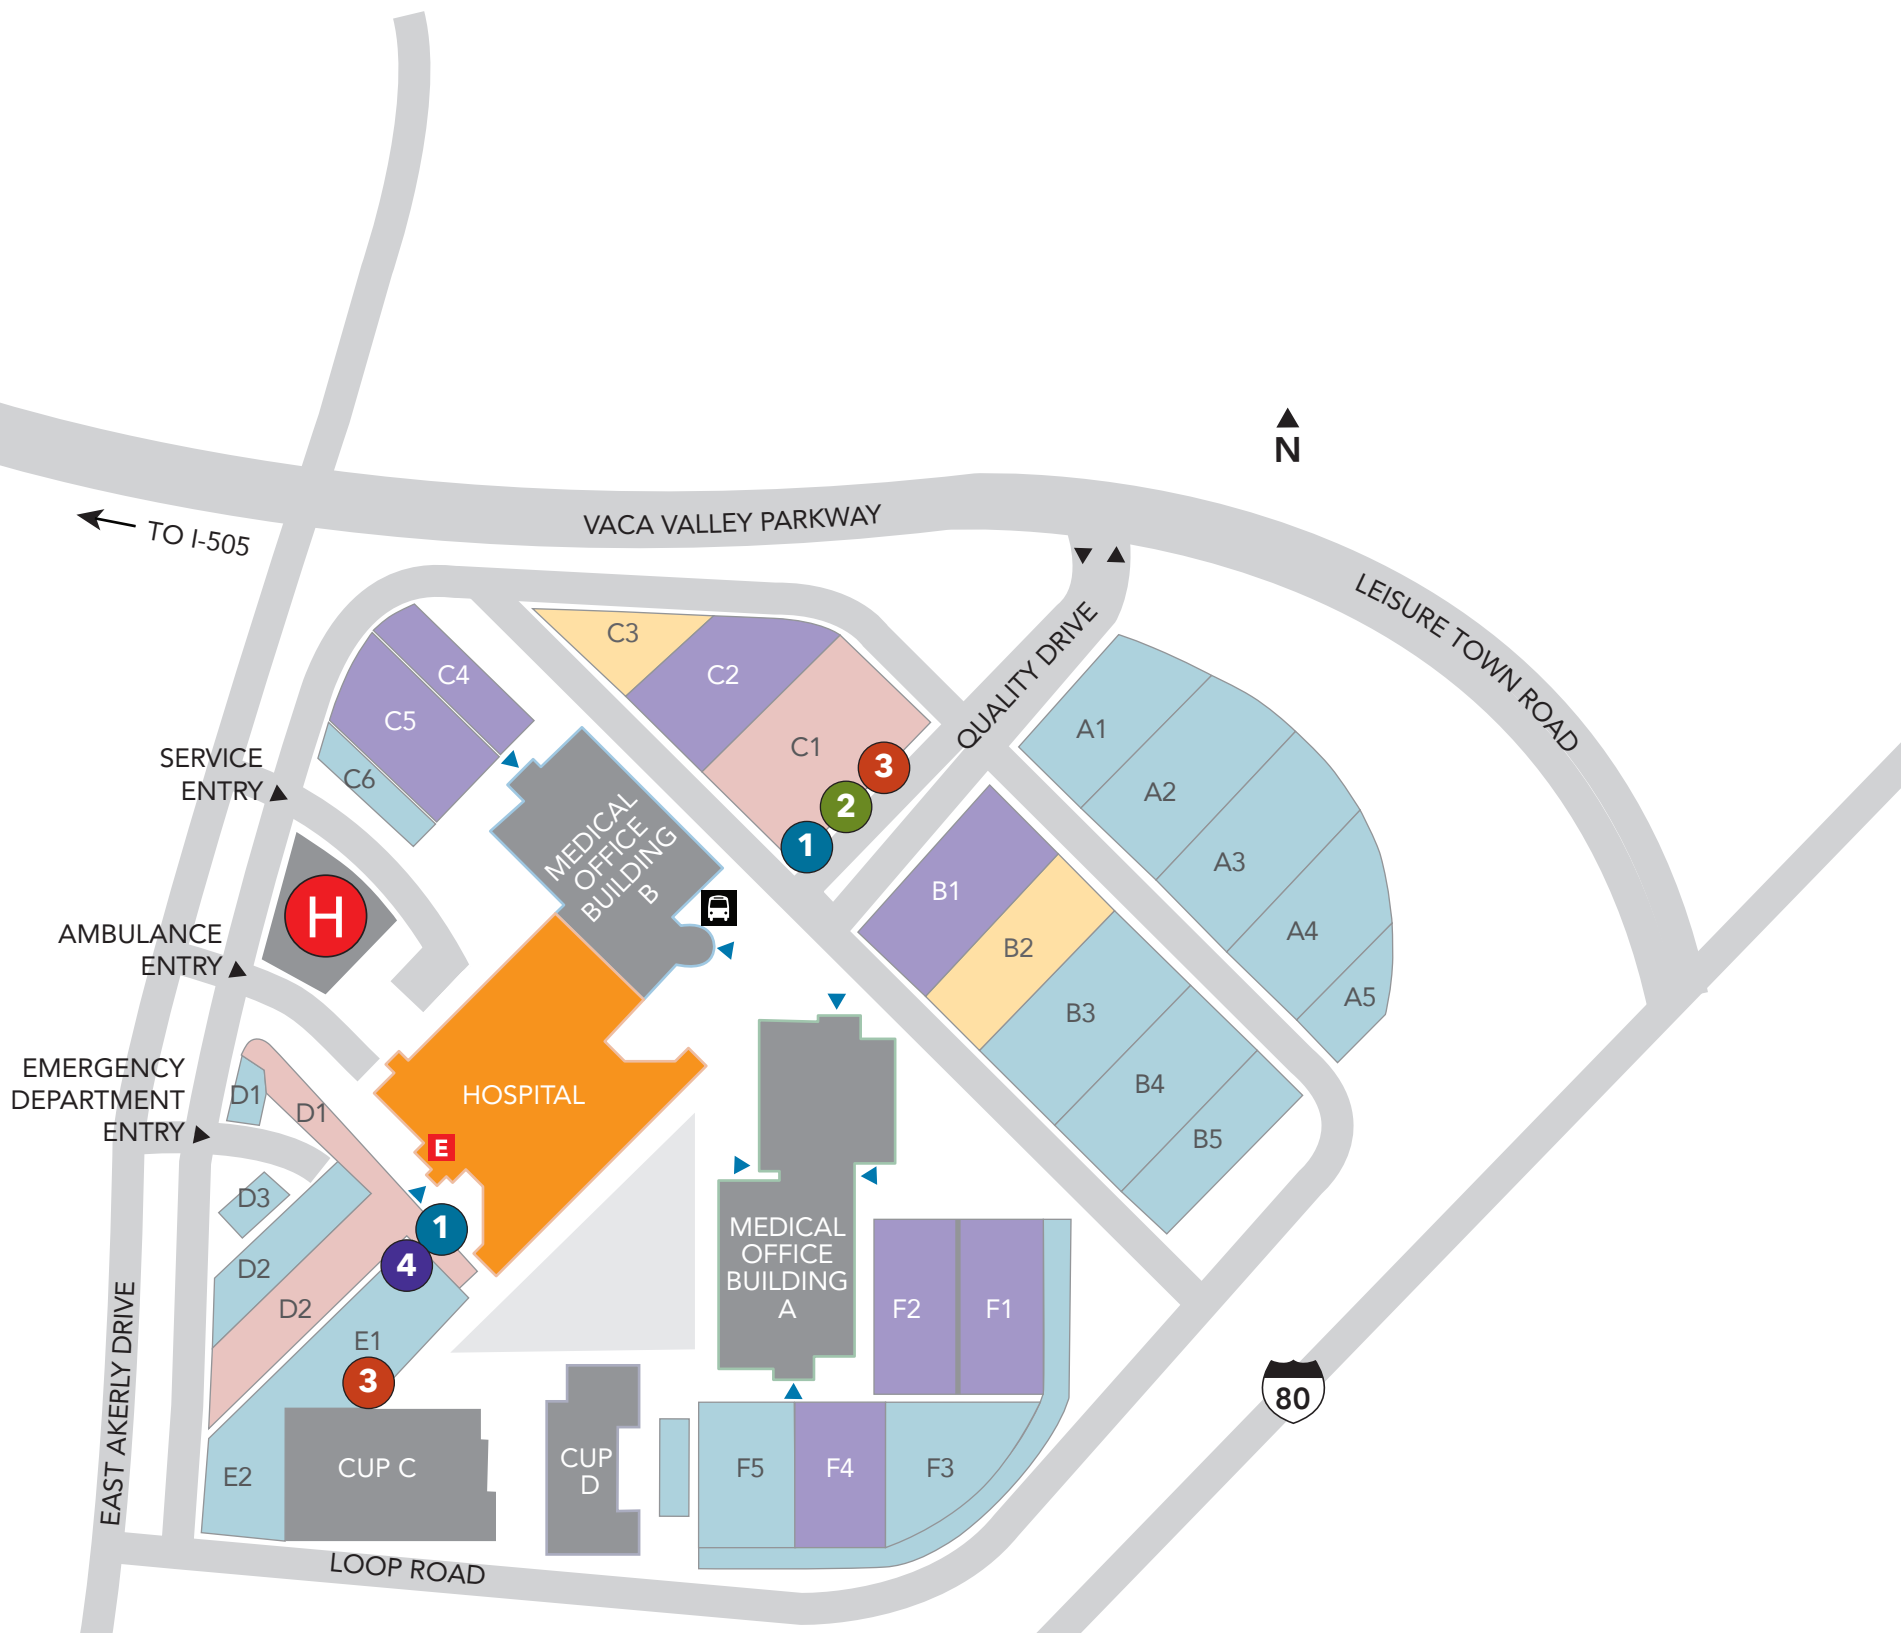 N
VACA VALLEY PARKWAY
TO I-505
LEISURE TOWN ROAD
QUALITY DRIVE
C3
C2
C1
C4
C5
C6
3
2
1
A1
A2
A3
A4
A5
SERVICE
ENTRY
H
MEDICAL
OFFICE
BUILDING
B
B1
B2
B3
B4
B5
AMBULANCE
ENTRY
EMERGENCY
DEPARTMENT
ENTRY
HOSPITAL
E
D1
D1
D3
D2
D2
1
4
E1
3
E2
EAST AKERLY DRIVE
CUP C
CUP
D
MEDICAL
OFFICE
BUILDING
A
F2
F1
F5
F4
F3
80
LOOP ROAD